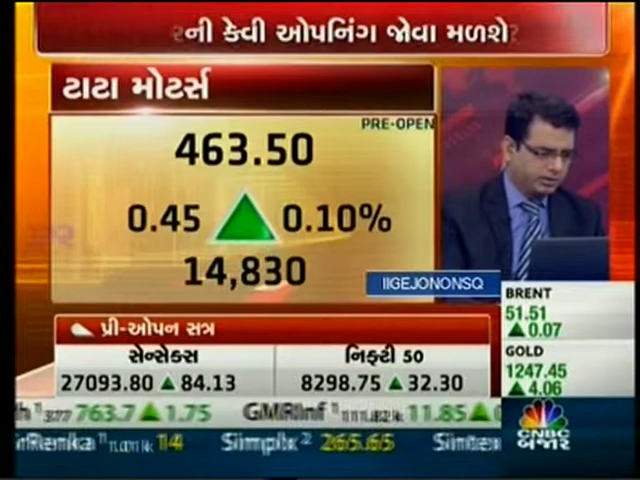 રની કેવી ઓપનિંગ જોવા મળશે?
ટાટા મોટર્સ
PRE-OPEN
463.50
0.45 0.10%
14,830
IIGEJONONSQ
BRENT
51.51
0.07
GOLD
1247.45
4.06
પ્રી-ઓપન સત્ર
સેન્સેક્સ નિફ્ટી 50
27093.80 84.13 8298.75 32.30
763.7 1.75 GMRInf 11.85
14 265.65
CNBC
બજાર